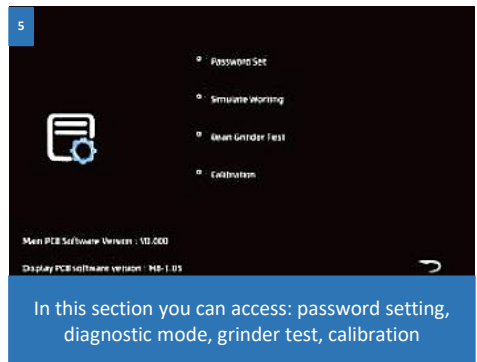 5
Password Set
Simulate Working
Bean Grinder Test
Calibration
Main PCB Software Version : V0.000
Display PCB software version : M8-1.05
In this section you can access: password setting,
diagnostic mode, grinder test, calibration